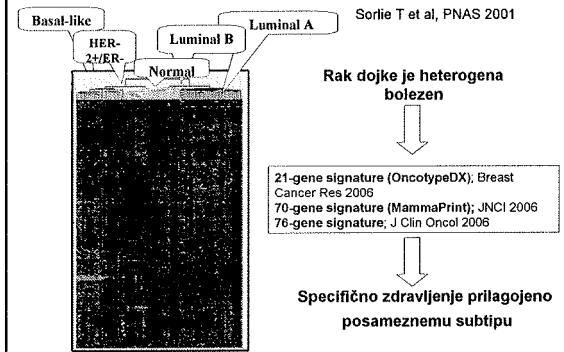 Sorlie T et al, PNAS 2001
Basal-like
HER-
2+/ER-
Normal
Luminal B
Luminal A
Rak dojke je heterogena
bolezen
21-gene signature (OncotypeDX); Breast
Cancer Res 2006
70-gene signature (MammaPrint); JNCI 2006
76-gene signature; J Clin Oncol 2006
Specifično zdravljenje prilagojeno
posameznemu subtipu